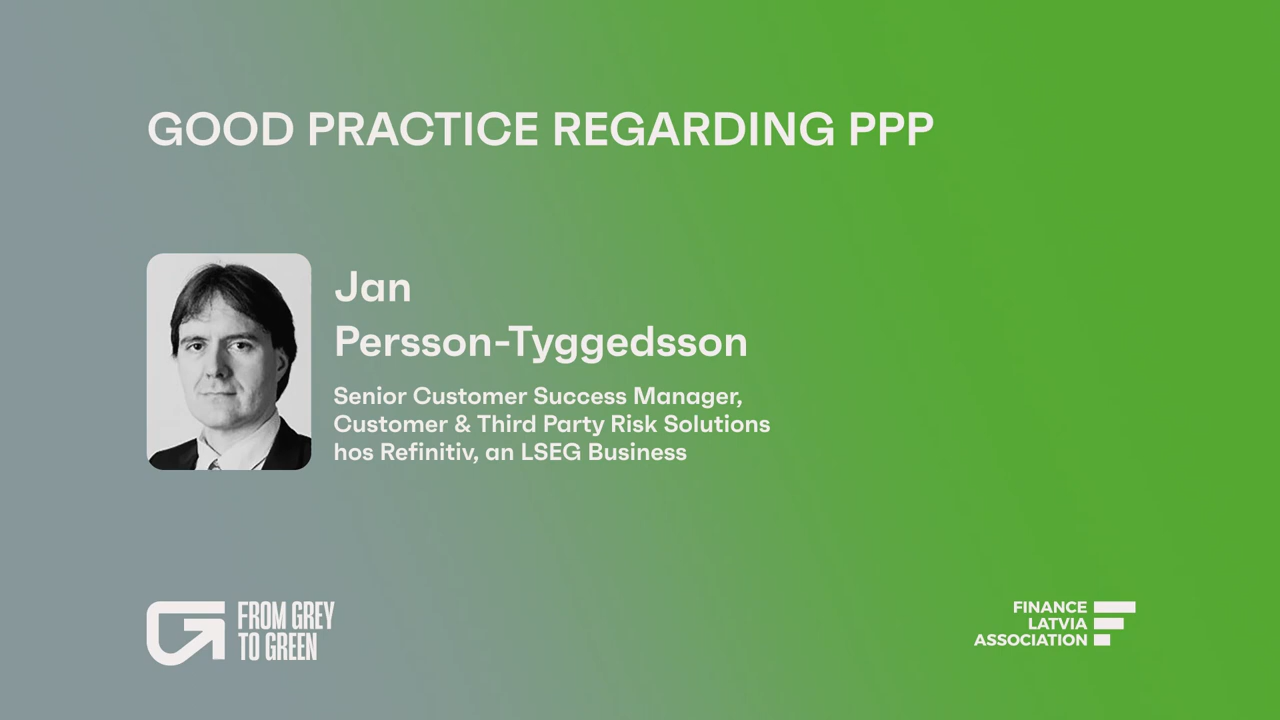 GOOD PRACTICE REGARDING PPP
Jan
Persson-Tyggedsson
Senior Customer Success Manager,
Customer & Third Party Risk Solutions
hos Refinitiv, an LSEG Business
FROM GREY
TO GREEN
FINANCE
LATVIA
ASSOCIATION